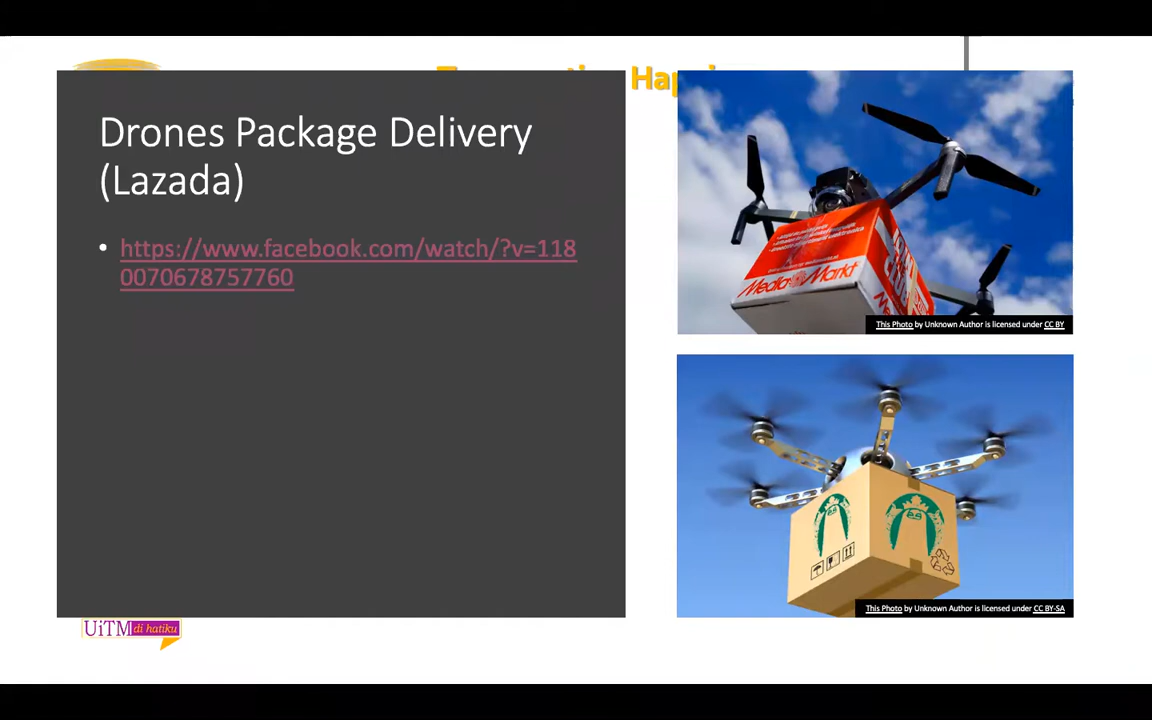 Drones Package Delivery
(Lazada)
• https://www.facebook.com/watch/?v=118
0070678757760
Media Markt
This Photo by Unknown Author is licensed under CC BY
This Photo by Unknown Author is licensed under CC BY-SA
UiTM di hatiku